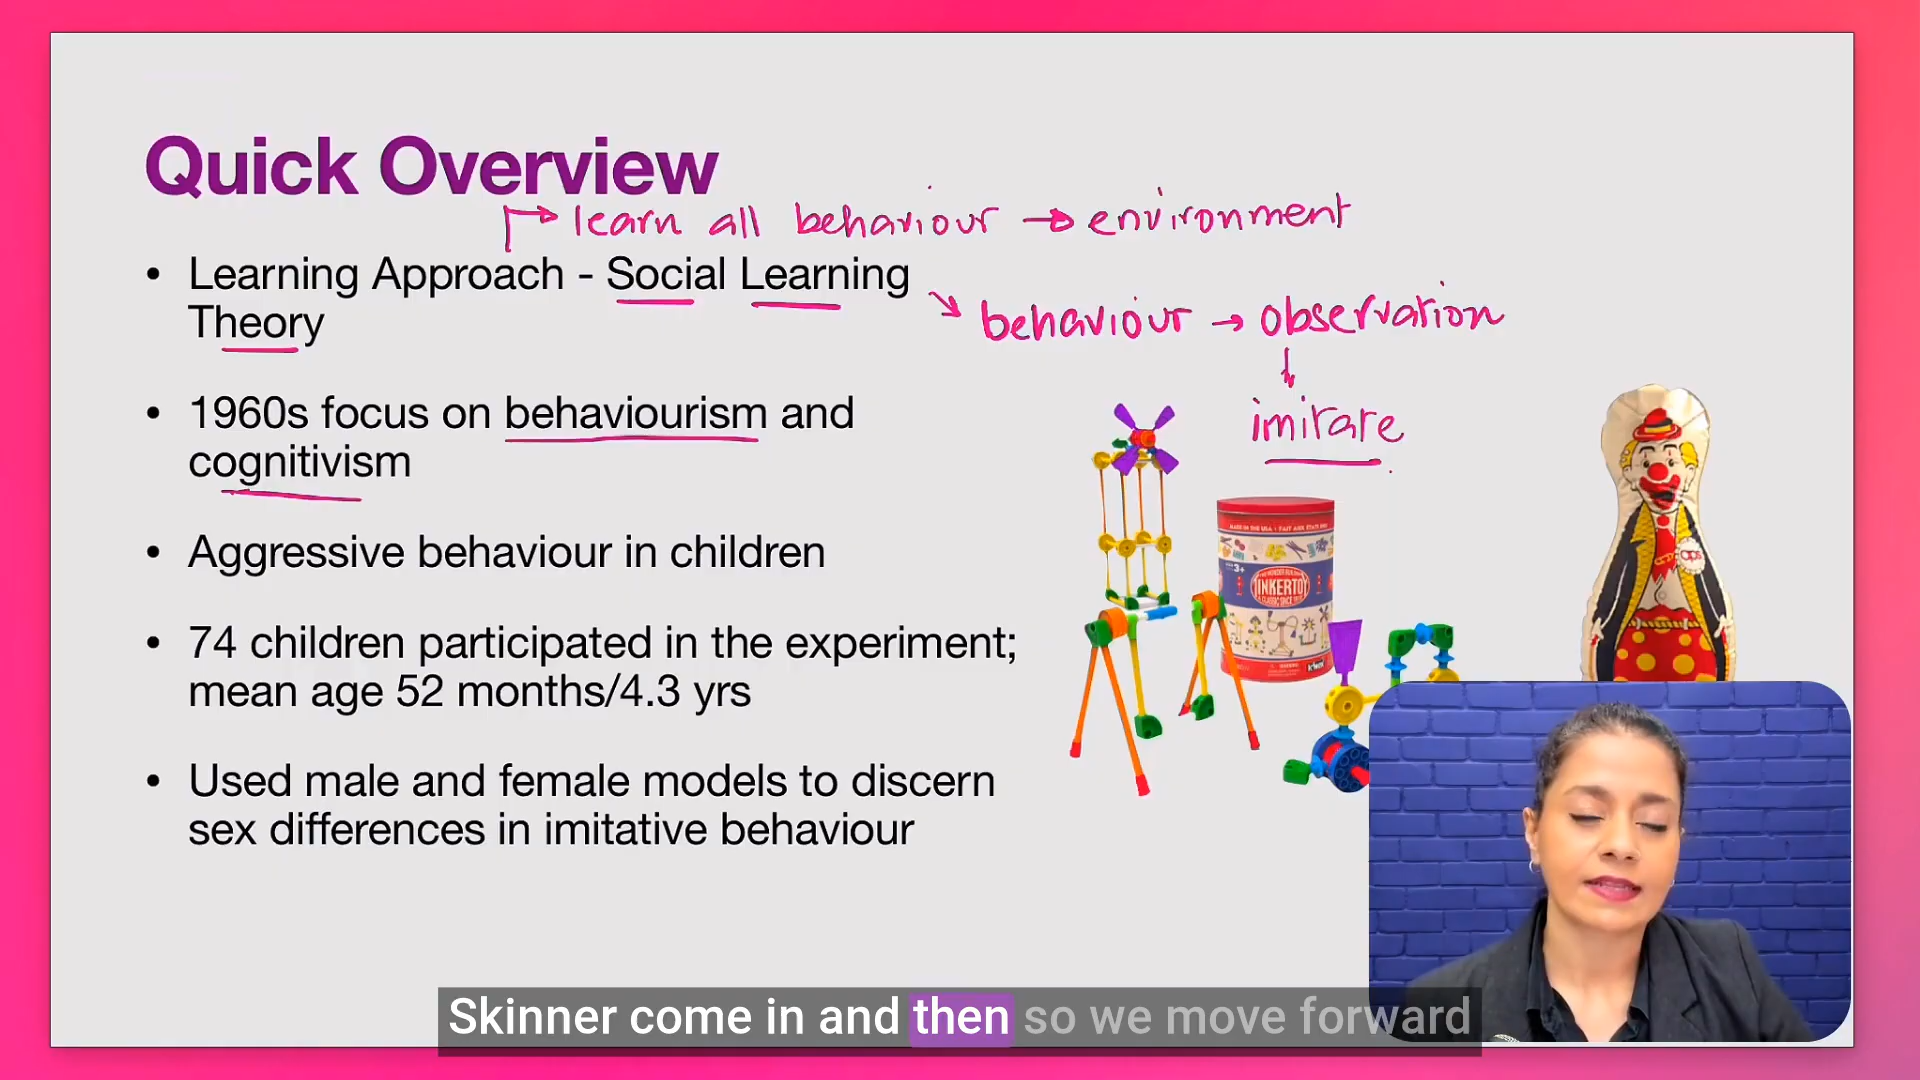 Quick Overview
learn all behaviour → environment
• Learning Approach - Social Learning
Theory
behaviour → observation
imitate
• 1960s focus on behaviourism and
cognitivism
• Aggressive behaviour in children
• 74 children participated in the experiment;
mean age 52 months/4.3 yrs
• Used male and female models to discern
sex differences in imitative behaviour
TINKERTOY
Skinner come in and then so we move forward